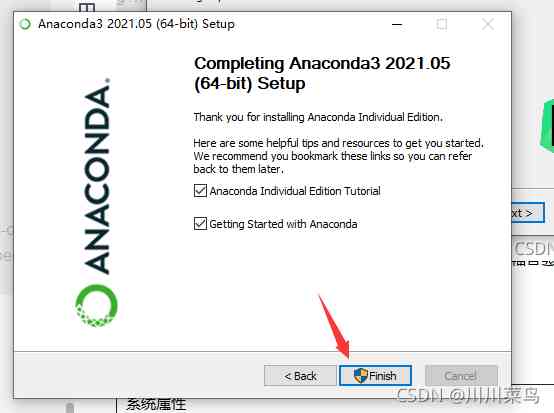 Anaconda3 2021.05 (64-bit) Setup
Completing Anaconda3 2021.05
(64-bit) Setup
Thank you for installing Anaconda Individual Edition.
Here are some helpful tips and resources to get you started.
We recommend you bookmark these links so you can refer
back to them later.
Anaconda Individual Edition Tutorial
Getting Started with Anaconda
ANACONDA.
xt >
CSDN
< Back
Finish
Cancel
CSDN @川川菜鸟
系统属性